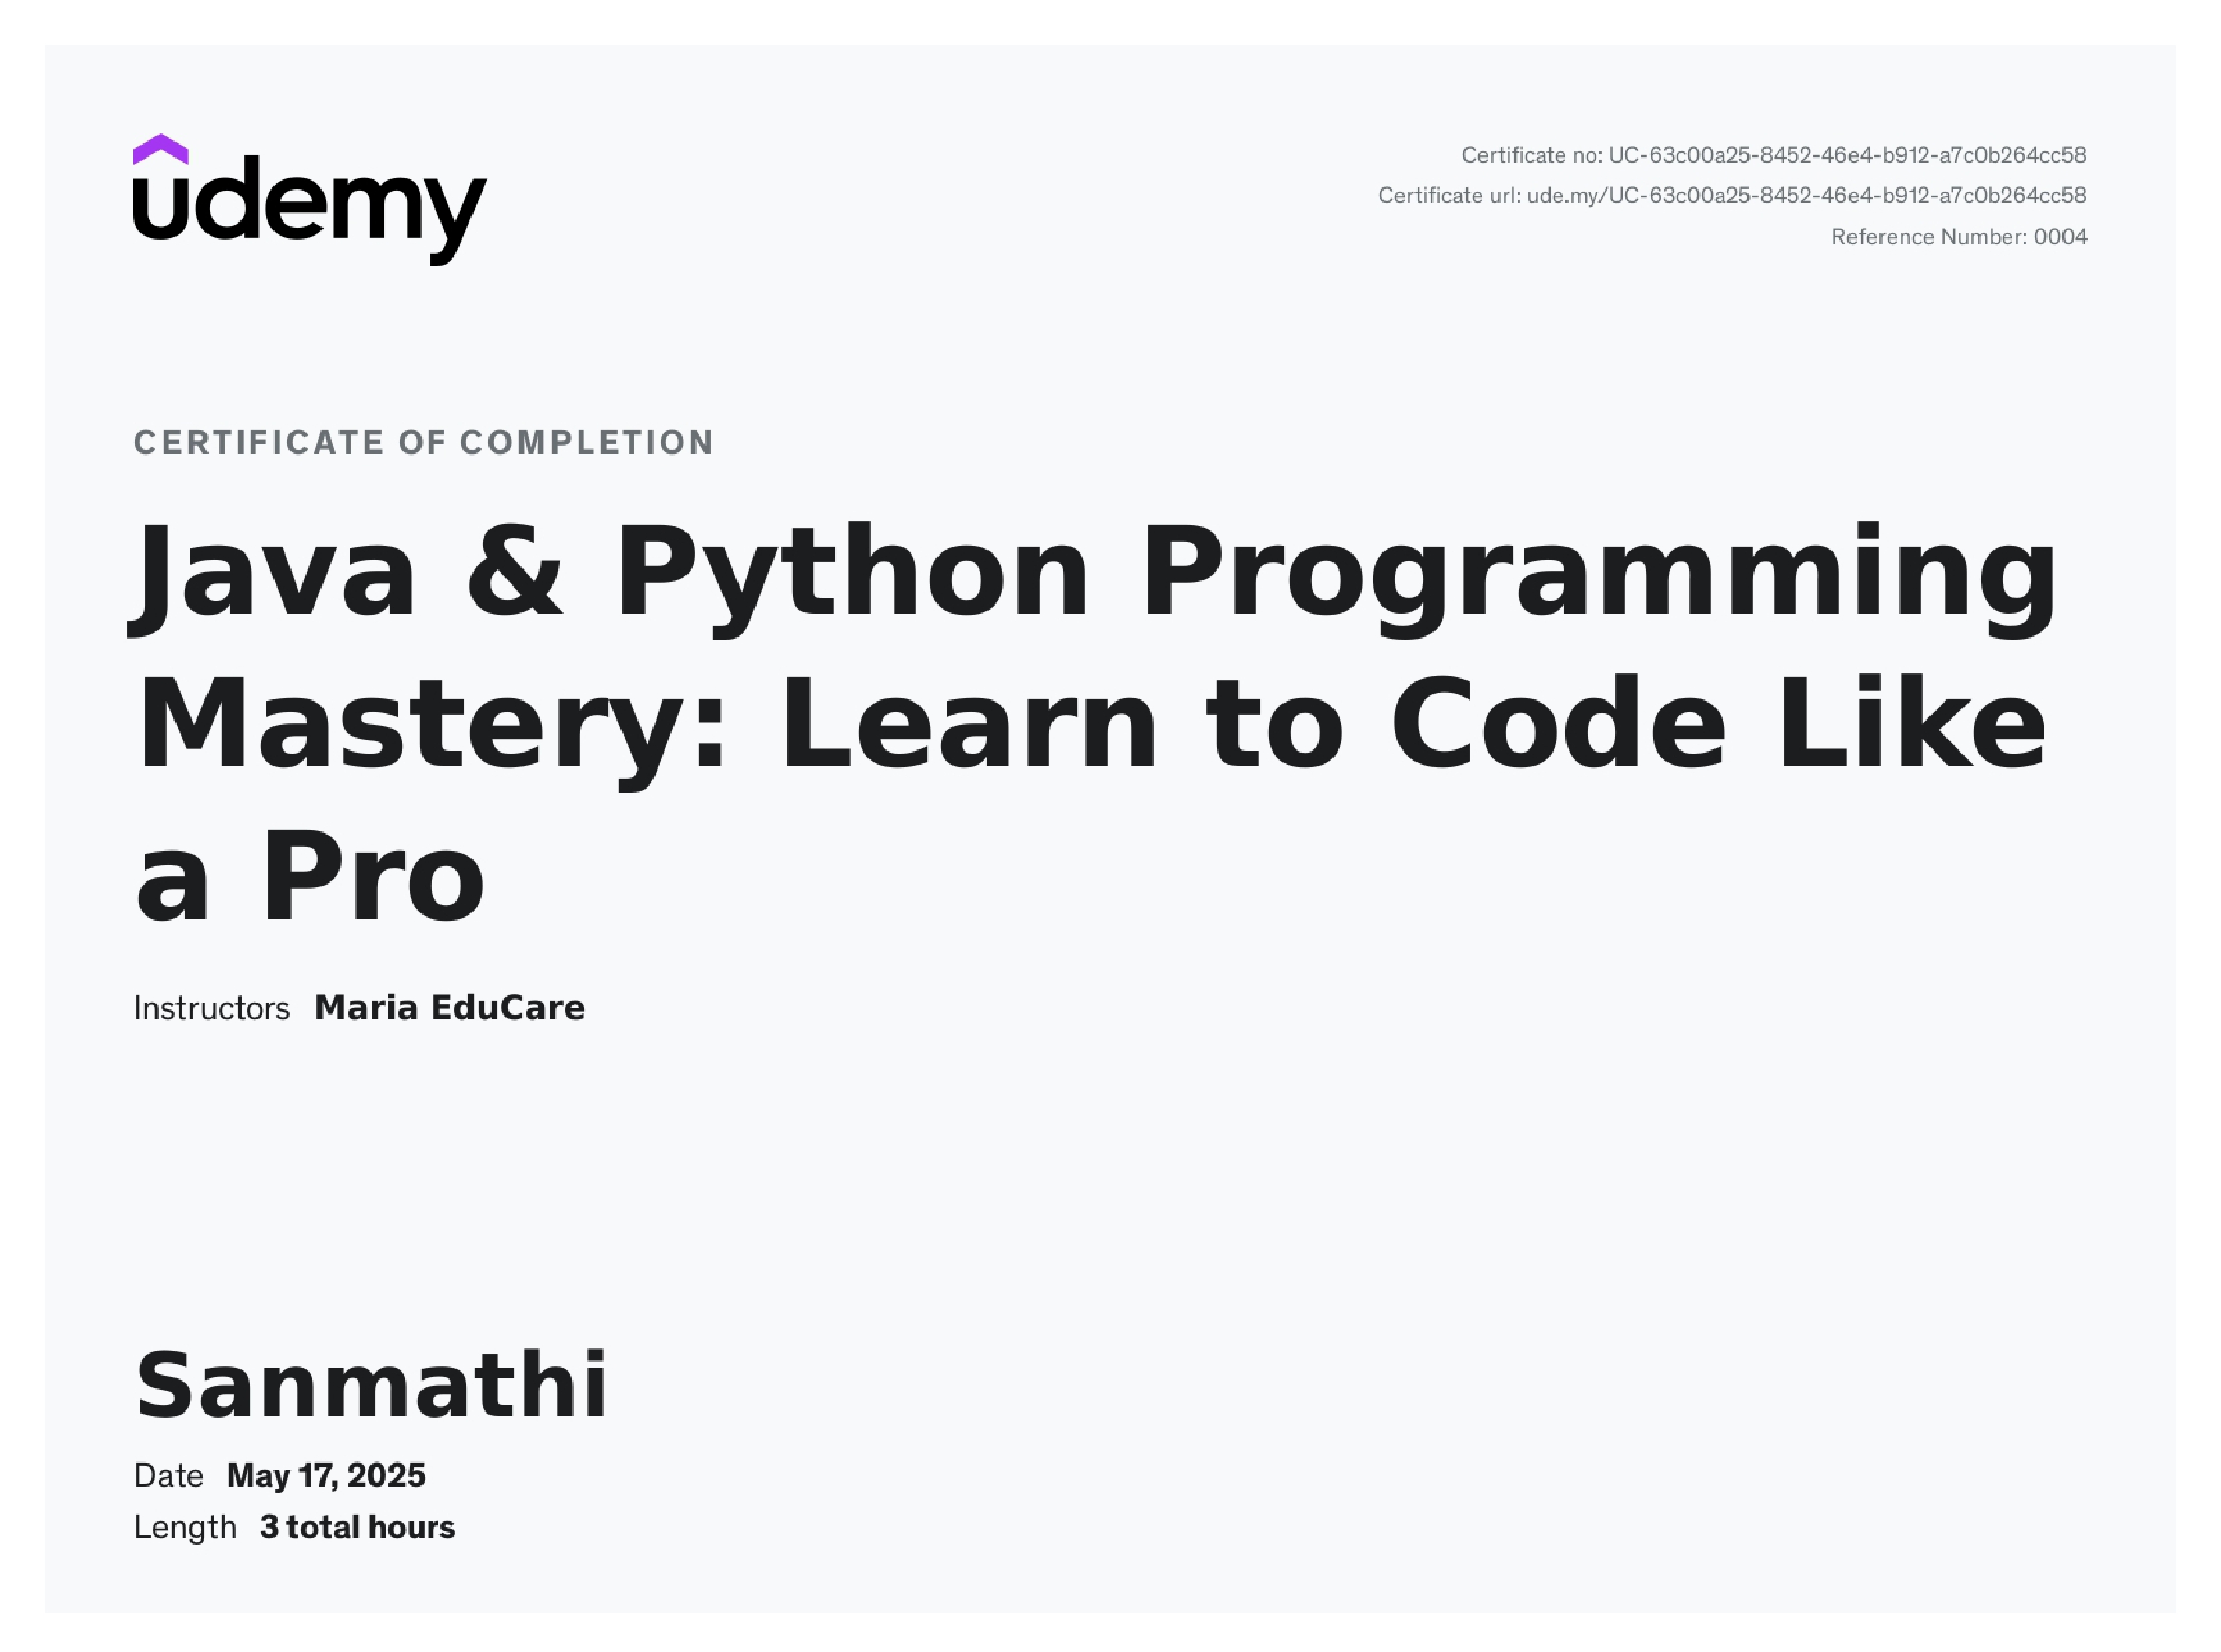 udemy
Certificate no: UC-63c00a25-8452-46e4-b912-a7c0b264cc58
Certificate url: ude.my/UC-63c00a25-8452-46e4-b912-a7c0b264cc58
Reference Number: 0004
CERTIFICATE OF COMPLETION
Java & Python Programming
Mastery: Learn to Code Like
a Pro
Instructors Maria EduCare
Sanmathi
Date May 17, 2025
Length 3 total hours